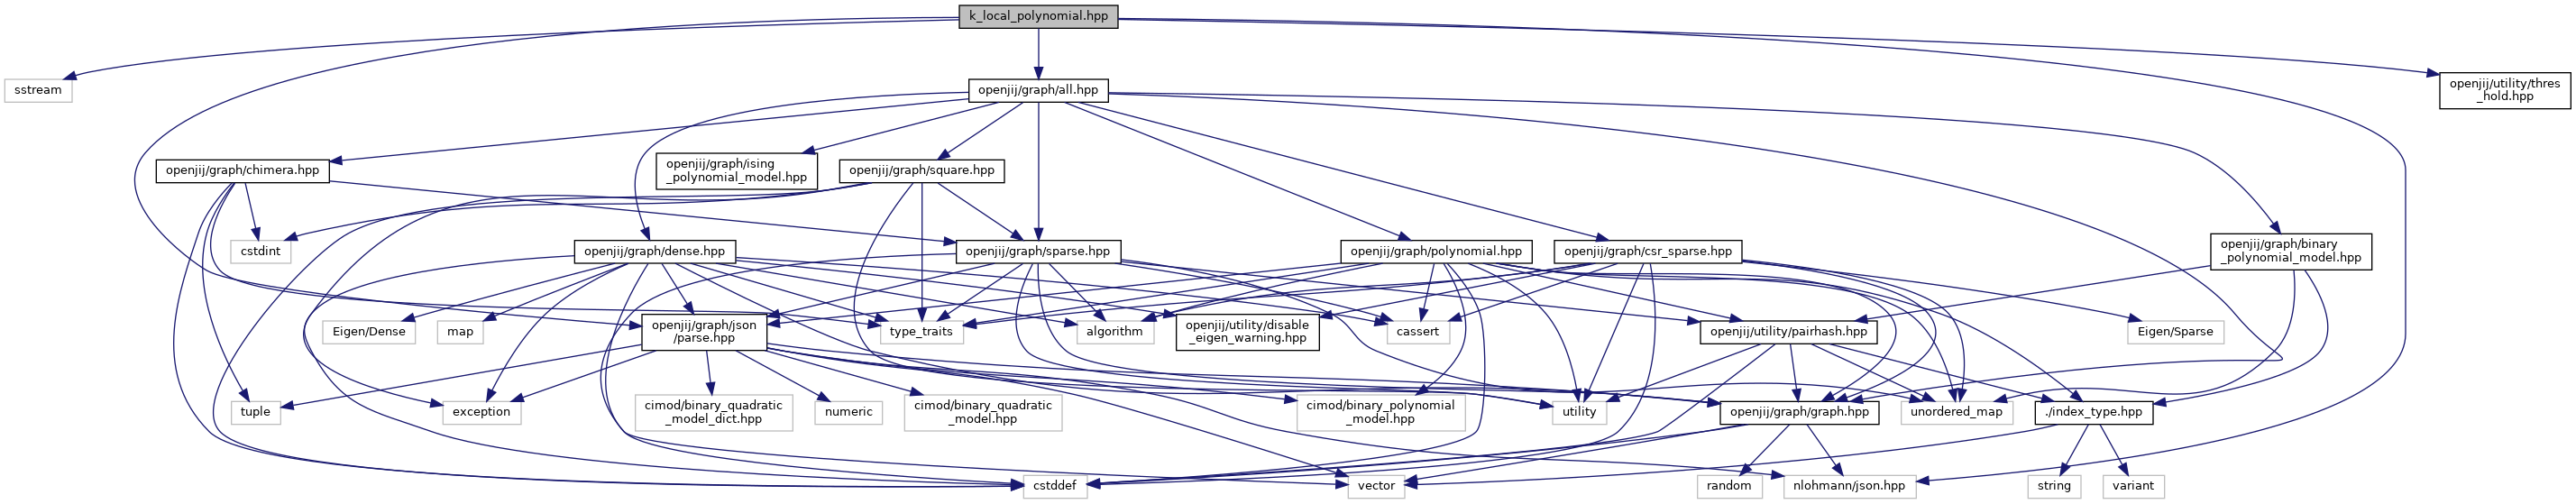 k_local_polynomial.hpp
sstream
openjij/graph/all.hpp
openjij/utility/thres
_hold.hpp
openjij/graph/chimera.hpp
openjij/graph/ising
_polynomial_model.hpp
openjij/graph/square.hpp
cstdint
openjij/graph/dense.hpp
openjij/graph/sparse.hpp
openjij/graph/polynomial.hpp
openjij/graph/csr_sparse.hpp
openjij/graph/binary
_polynomial_model.hpp
Eigen/Dense
map
openjij/graph/json
/parse.hpp
type_traits
algorithm
openjij/utility/disable
_eigen_warning.hpp
cassert
openjij/utility/pairhash.hpp
Eigen/Sparse
tuple
exception
cimod/binary_quadratic
_model_dict.hpp
numeric
cimod/binary_quadratic
_model.hpp
cimod/binary_polynomial
_model.hpp
utility
openjij/graph/graph.hpp
unordered_map
./index_type.hpp
cstddef
vector
random
nlohmann/json.hpp
string
variant